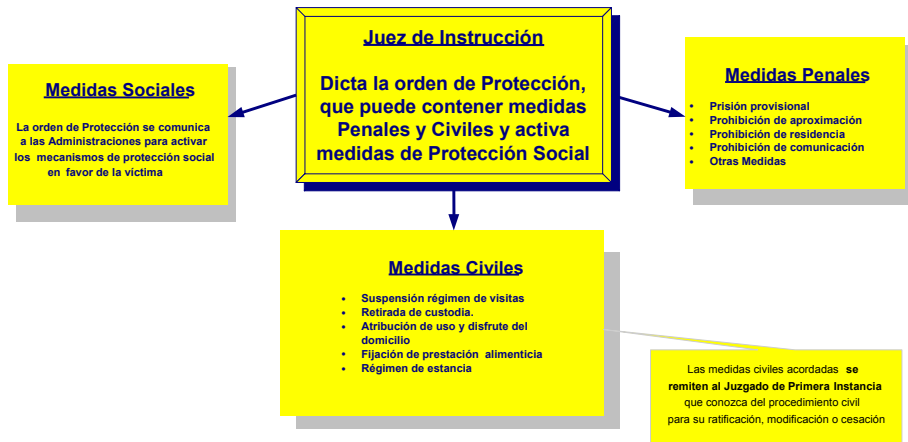 Juez de Instrucción
Dicta la orden de Protección,
que puede contener medidas
Penales y Civiles y activa
medidas de Protección Social
Medidas Sociales
La orden de Protección se comunica
a las Administraciones para activar
los mecanismos de protección social
en favor de la víctima
Medidas Penales
• Prisión provisional
• Prohibición de aproximación
• Prohibición de residencia
• Prohibición de comunicación
• Otras Medidas
Medidas Civiles
• Suspensión régimen de visitas
• Retirada de custodia.
• Atribución de uso y disfrute del
domicilio
• Fijación de prestación alimenticia
• Régimen de estancia
Las medidas civiles acordadas se
remiten al Juzgado de Primera Instancia
que conozca del procedimiento civil
para su ratificación, modificación o cesación